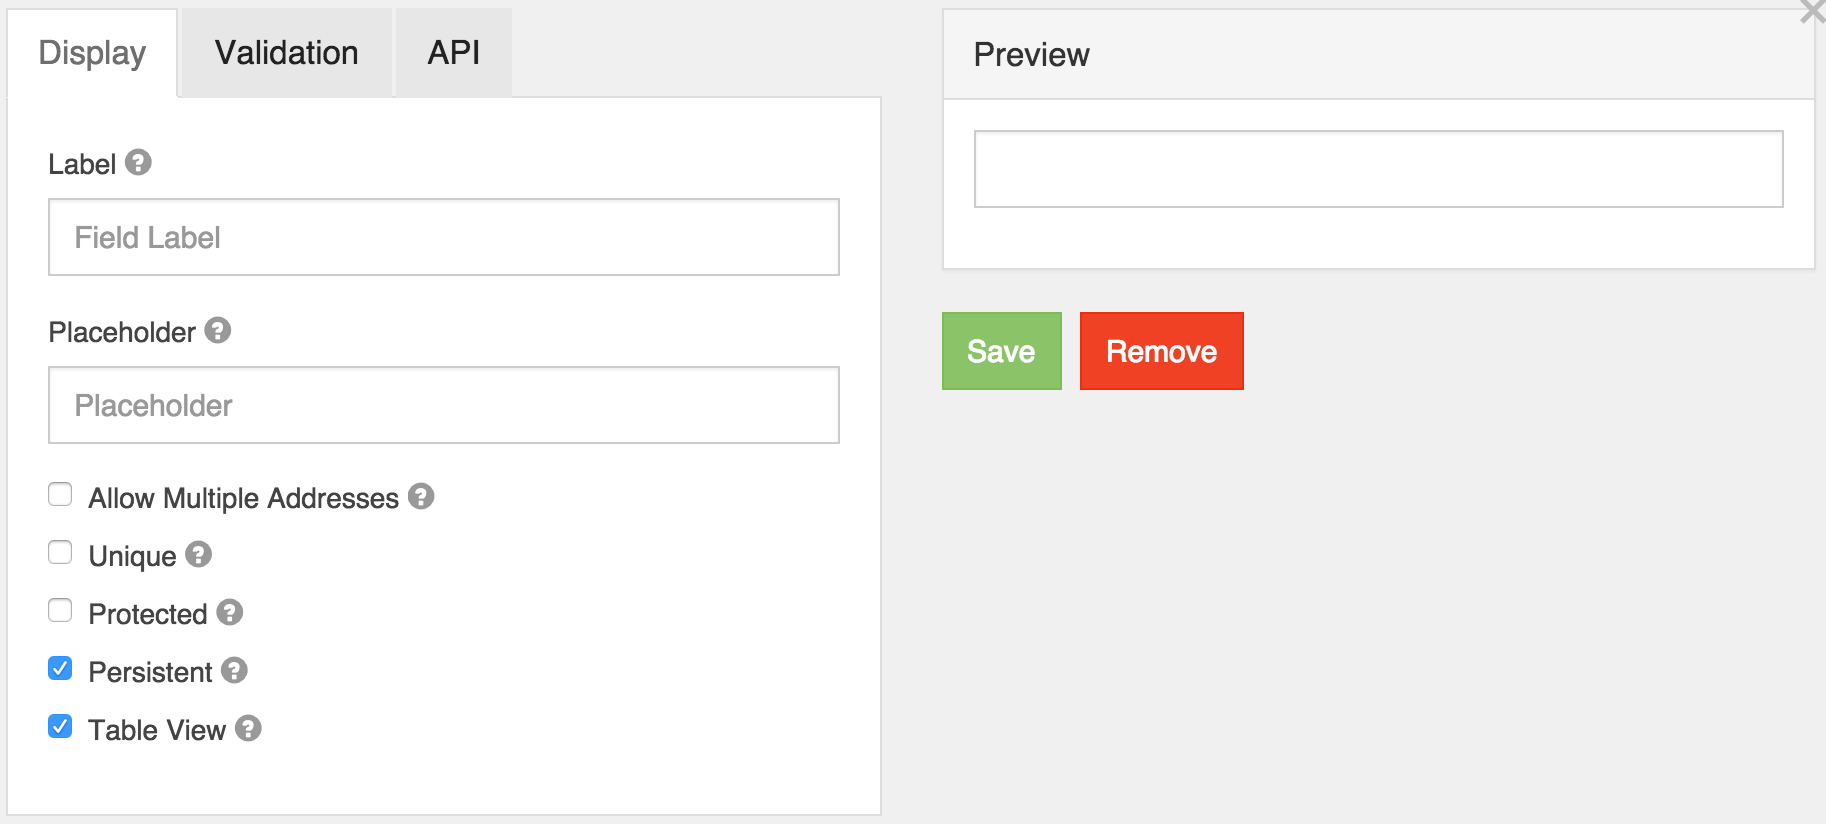 Display Validation API
Label ?
Field Label
Placeholder ?
Placeholder
Allow Multiple Addresses ?
Unique ?
Protected ?
Persistent ?
Table View ?
Preview
Save Remove